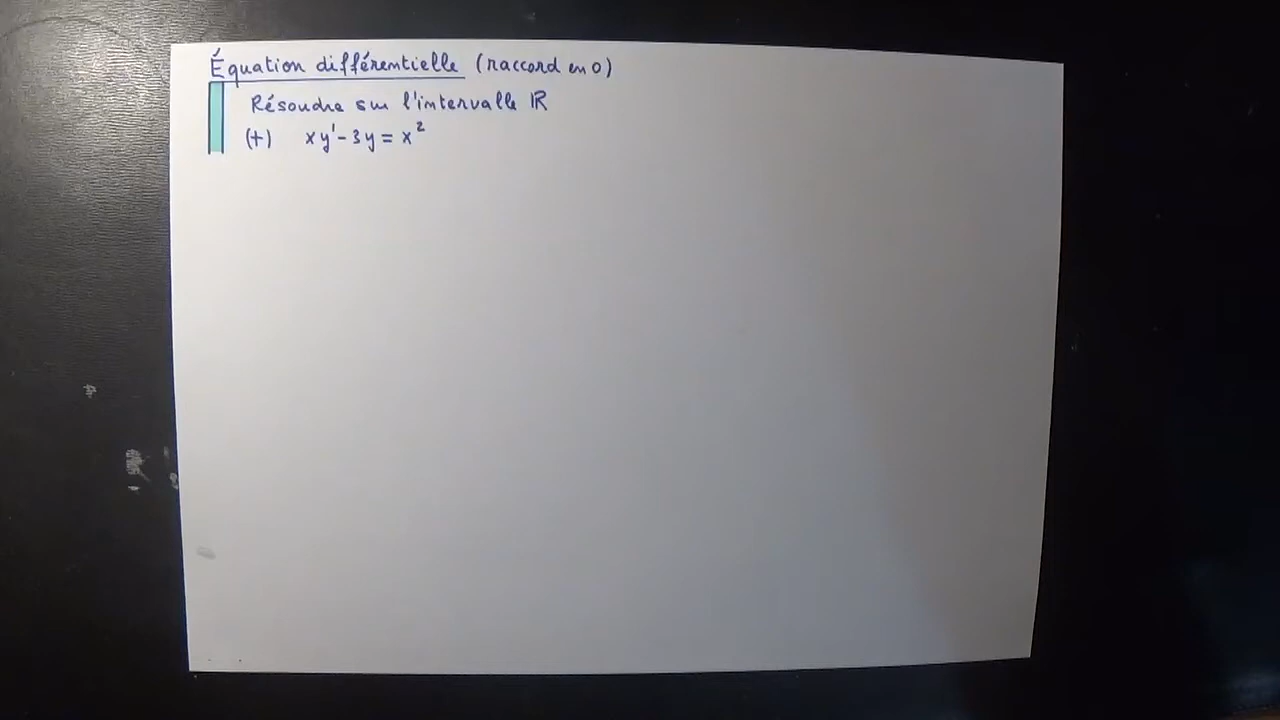 Équation différentielle (raccord en 0)
Résoudre sur l'intervalle ℝ
(+) xy' - 3y = x²